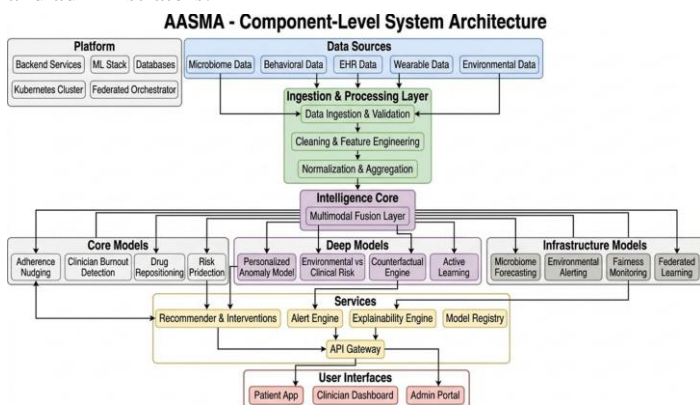 AASMA - Component-Level System Architecture
Platform
Backend Services
ML Stack
Databases
Kubernetes Cluster
Federated Orchestrator
Data Sources
Microbiome Data
Behavioral Data
EHR Data
Wearable Data
Environmental Data
Ingestion & Processing Layer
Data Ingestion & Validation
Cleaning & Feature Engineering
Normalization & Aggregation
Intelligence Core
Multimodal Fusion Layer
Core Models
Adherence
Nudging
Clinician Burnout
Detection
Drug
Repositioning
Risk
Pridection
Deep Models
Personalized
Anomaly Model
Environmental vs
Clinical Risk
Counterfactual
Engine
Active
Learning
Infrastructure Models
Microbiome
Forecasting
Environmental
Alerting
Fairness
Monitoring
Federated
Learning
Services
Recommender & Interventions
Alert Engine
Explainability Engine
Model Registry
API Gateway
User Interfaces
Patient App
Clinician Dashboard
Admin Portal